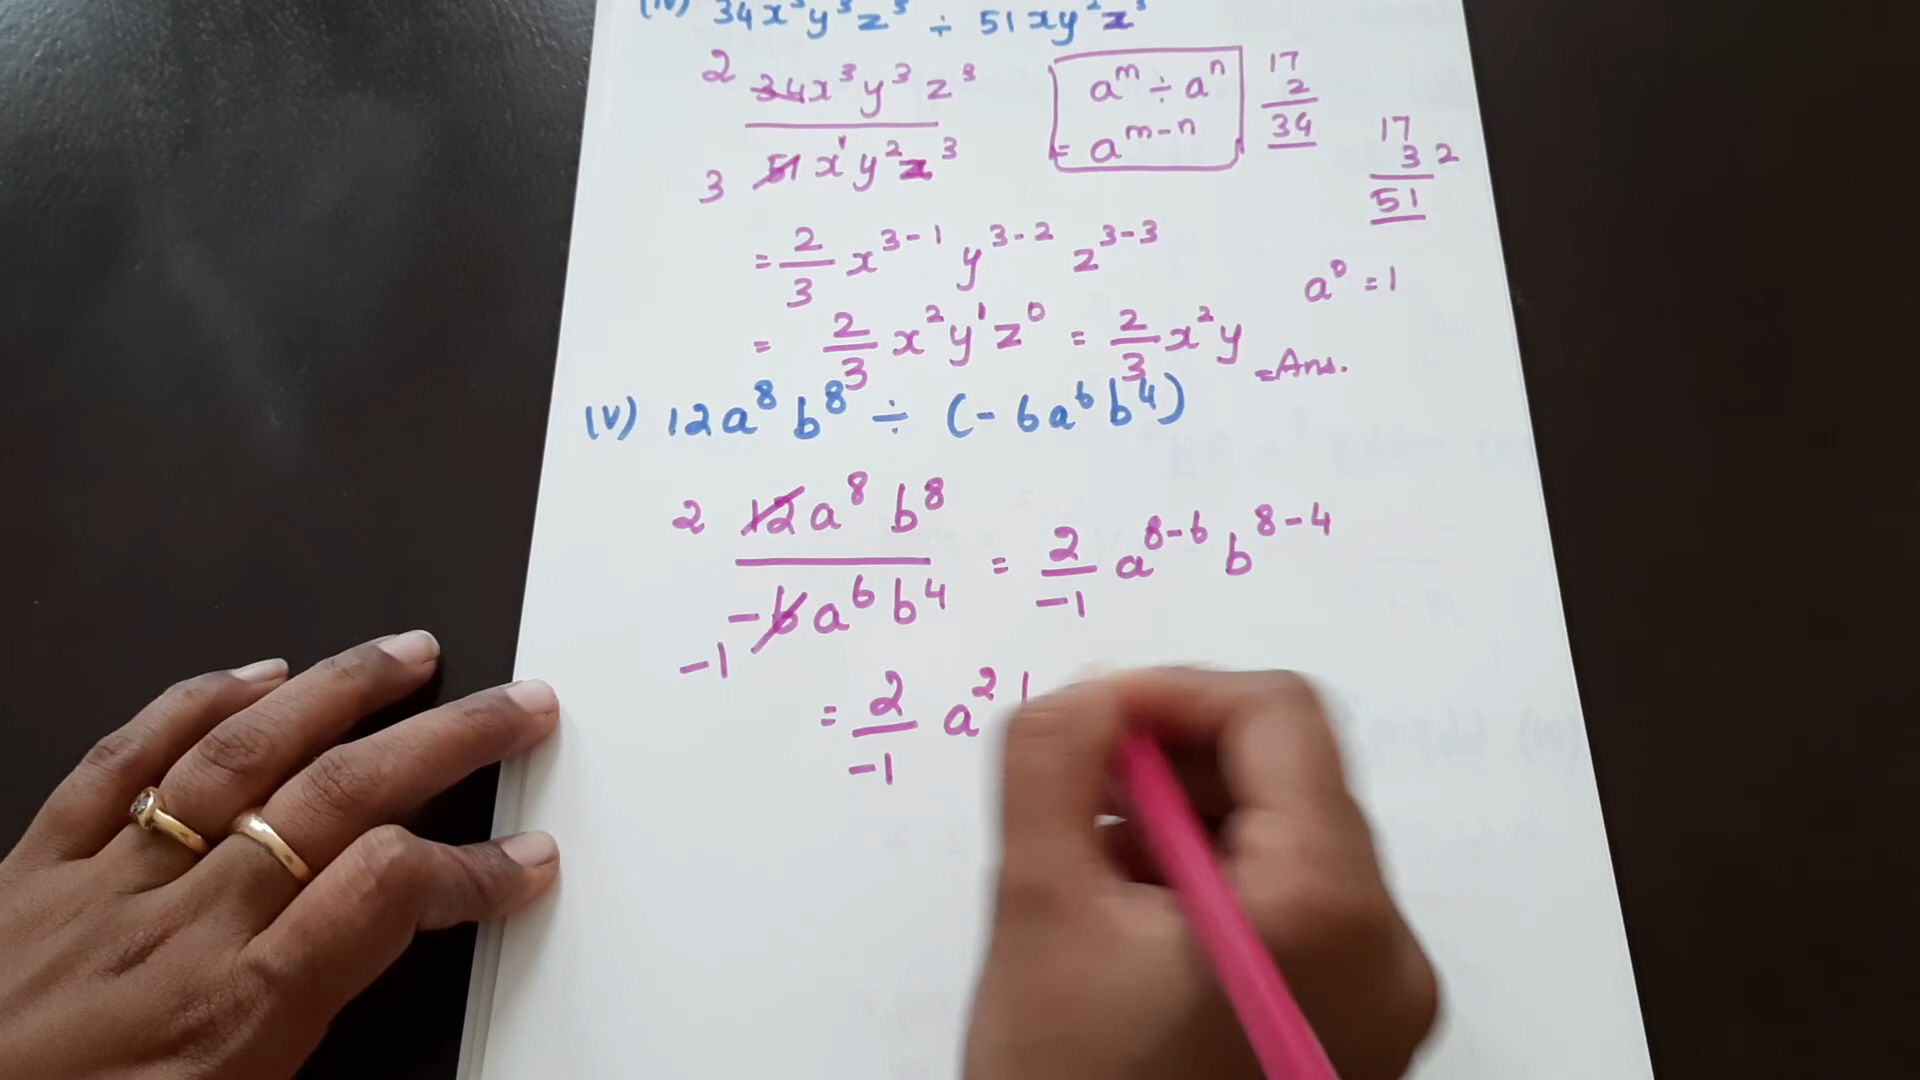 (iv) 34x³y³z³ ÷ 51xy²z³
2 34x³y³z³
3 51x¹y²z³
aᵐ ÷ aⁿ
= aᵐ⁻ⁿ
17
2
34
17
3 2
51
= 2/3 x³⁻¹ y³⁻² z³⁻³
a⁰ = 1
= 2/3 x²y¹z⁰ = 2/3 x²y = Ans.
(v) 12a⁸b⁸ ÷ (-6a⁶b⁴)
2 12a⁸b⁸
-1 -6a⁶b⁴
= 2/-1 a⁸⁻⁶ b⁸⁻⁴
= 2/-1 a²